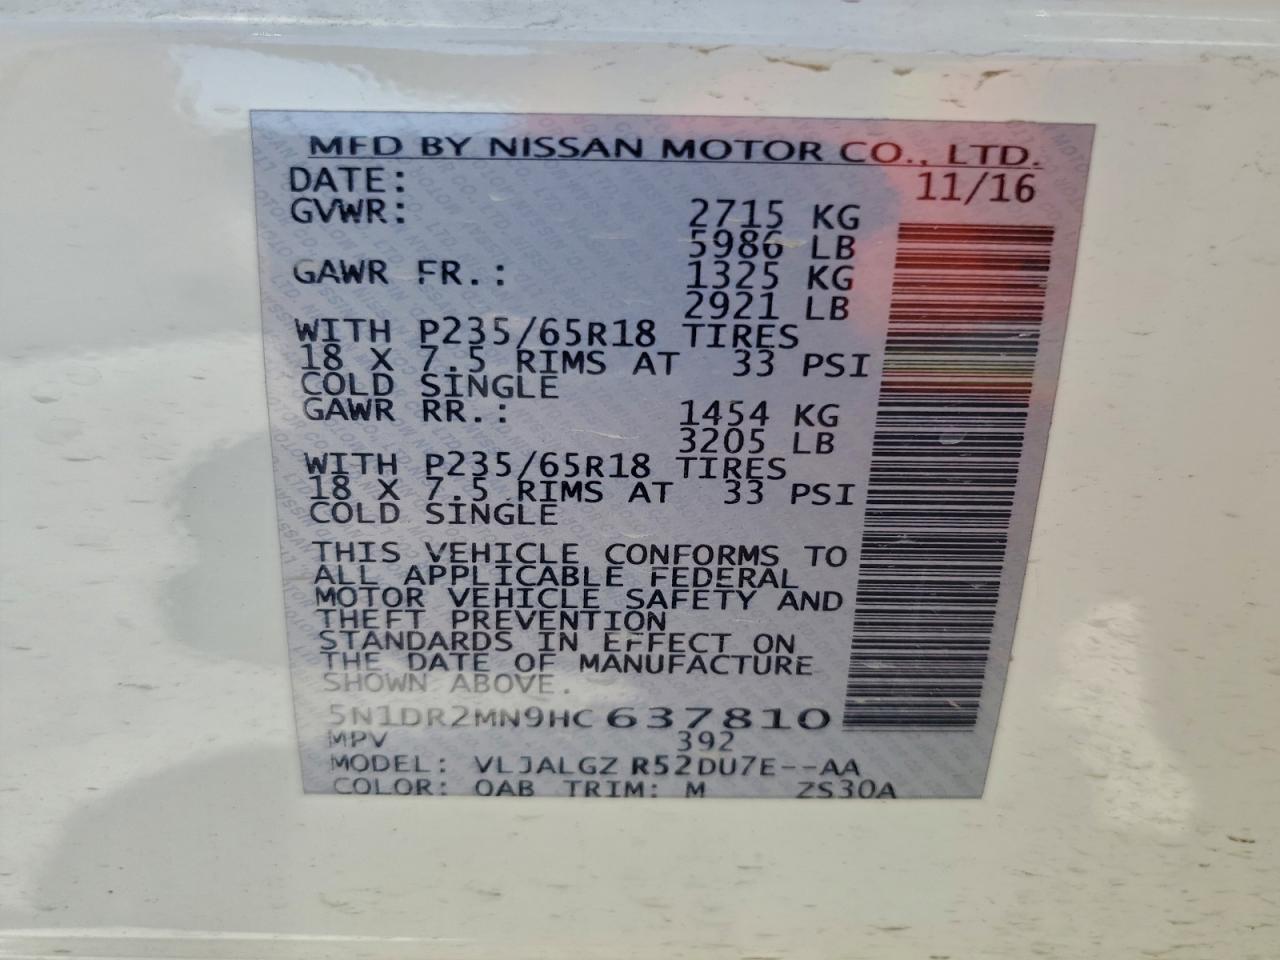 MFD BY NISSAN MOTOR CO., LTD.
DATE: 11/16
GVWR: 2715 KG
5986 LB
GAWR FR.: 1325 KG
2921 LB
WITH P235/65R18 TIRES
18 X 7.5 RIMS AT 33 PSI
COLD SINGLE
GAWR RR.: 1454 KG
3205 LB
WITH P235/65R18 TIRES
18 X 7.5 RIMS AT 33 PSI
COLD SINGLE
THIS VEHICLE CONFORMS TO
ALL APPLICABLE FEDERAL
MOTOR VEHICLE SAFETY AND
THEFT PREVENTION
STANDARDS IN EFFECT ON
THE DATE OF MANUFACTURE
SHOWN ABOVE.
5N1DR2MN9HC637810
MPV 392
MODEL: VLJALGZ R52DU7E--AA
COLOR: QAB TRIM: M ZS30A